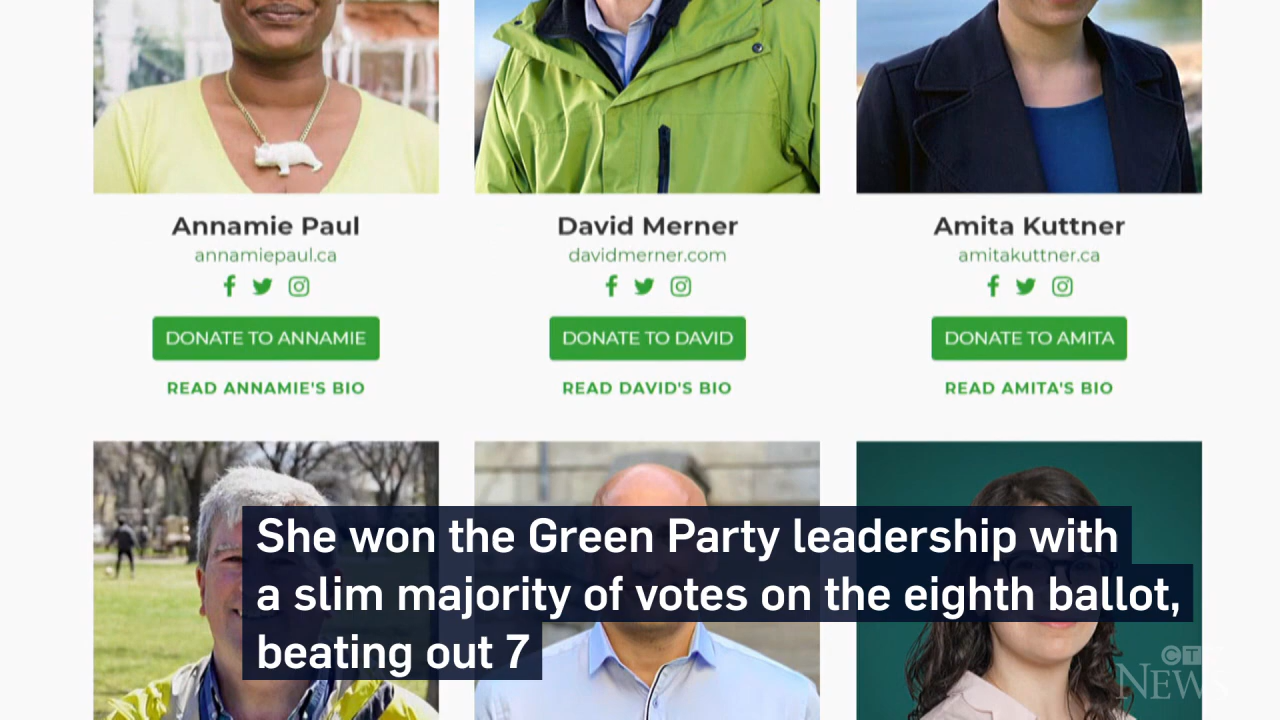 Annamie Paul
annamiepaul.ca
DONATE TO ANNAMIE
READ ANNAMIE'S BIO
David Merner
davidmerner.com
DONATE TO DAVID
READ DAVID'S BIO
Amita Kuttner
amitakuttner.ca
DONATE TO AMITA
READ AMITA'S BIO
She won the Green Party leadership with
a slim majority of votes on the eighth ballot,
beating out 7
CTV
NEWS